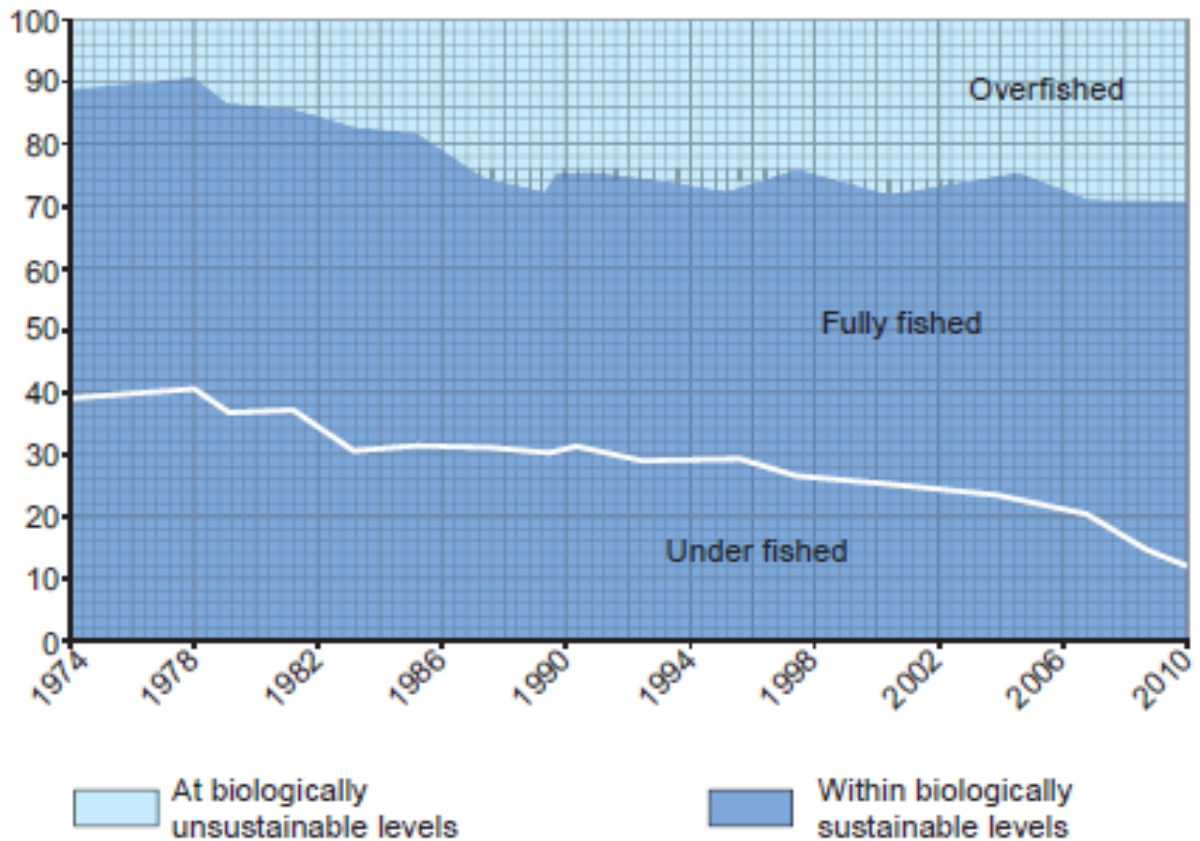 100
90
Overfished
80
70
60
50
Fully fished
40
30
20
Under fished
10
0
1974 1978 1982 1986 1990 1994 1998 2002 2006 2010
At biologically
unsustainable levels
Within biologically
sustainable levels